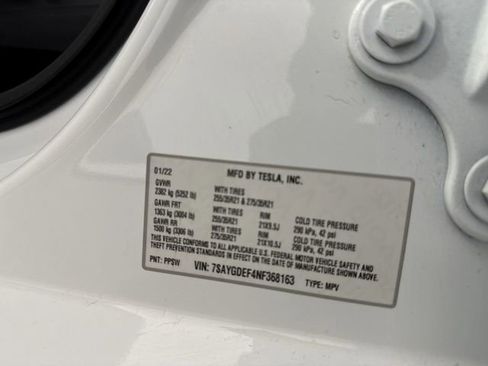 MFD BY TESLA, INC.
01/22
GVWR WITH TIRES
2382 kg (5252 lb) 255/35R21 & 275/35R21
GAWR FRT WITH TIRES RIM COLD TIRE PRESSURE
1363 kg (3004 lb) 255/35R21 21X9.5J 290 kPa, 42 psi
GAWR RR WITH TIRES RIM COLD TIRE PRESSURE
1500 kg (3306 lb) 275/35R21 21X10.5J 290 kPa, 42 psi
THIS VEHICLE CONFORMS TO ALL APPLICABLE U.S. FEDERAL MOTOR VEHICLE SAFETY AND
THEFT PREVENTION STANDARDS IN EFFECT ON THE DATE OF MANUFACTURE SHOWN ABOVE.
PNT: PPSW VIN: 7SAYGDEF4NF368163 TYPE: MPV